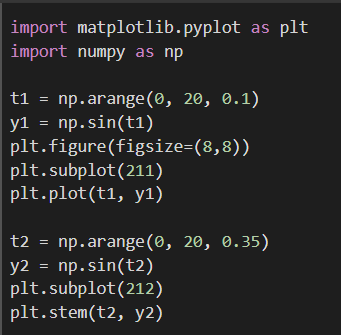 import matplotlib.pyplot as plt
import numpy as np
t1 = np.arange(0, 20, 0.1)
y1 = np.sin(t1)
plt.figure(figsize=(8,8))
plt.subplot(211)
plt.plot(t1, y1)
t2 = np.arange(0, 20, 0.35)
y2 = np.sin(t2)
plt.subplot(212)
plt.stem(t2, y2)